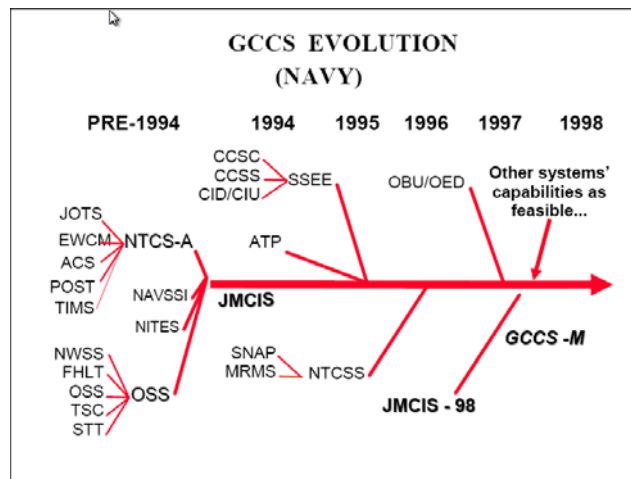 GCCS EVOLUTION
(NAVY)
PRE-1994 1994 1995 1996 1997 1998
CCSC
CCSS
CID/CIU
SSEE
OBU/OED
Other systems'
capabilities as
feasible...
JOTS
EWCM
ACS
POST
TIMS
NTCS-A
ATP
NAVSSI
NITES
JMCIS
GCCS -M
NWSS
FHLT
OSS
TSC
STT
OSS
SNAP
MRMS
NTCSS
JMCIS - 98